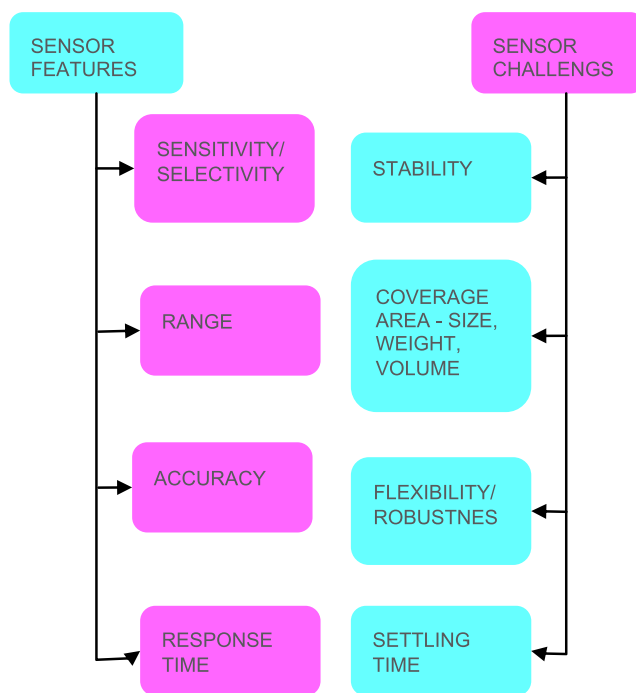 SENSOR
FEATURES
SENSITIVITY/
SELECTIVITY
RANGE
ACCURACY
RESPONSE
TIME
SENSOR
CHALLENGS
STABILITY
COVERAGE
AREA - SIZE,
WEIGHT,
VOLUME
FLEXIBILITY/
ROBUSTNES
SETTLING
TIME